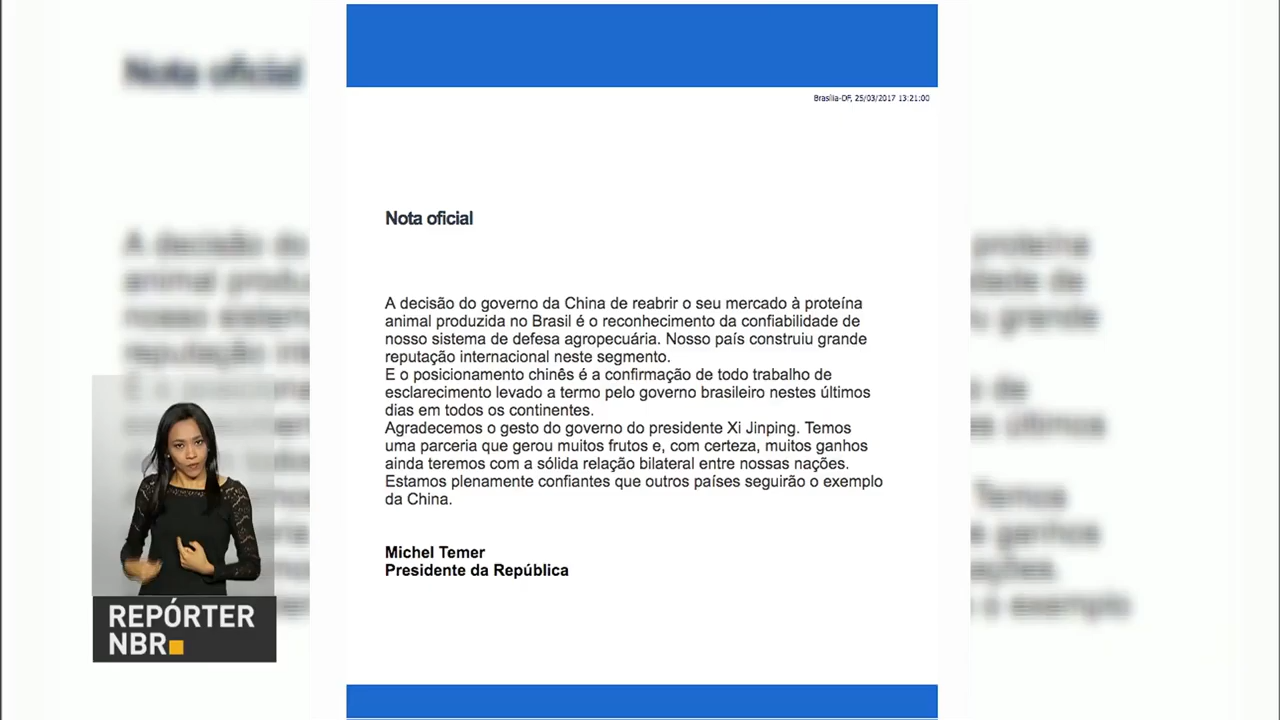 Nota oficial
Brasília-DF, 25/03/2017 13:21:00
Nota oficial
A decisão do governo da China de reabrir o seu mercado à proteína
animal produzida no Brasil é o reconhecimento da confiabilidade de
nosso sistema de defesa agropecuária. Nosso país construiu grande
reputação internacional neste segmento.
E o posicionamento chinês é a confirmação de todo trabalho de
esclarecimento levado a termo pelo governo brasileiro nestes últimos
dias em todos os continentes.
Agradecemos o gesto do governo do presidente Xi Jinping. Temos
uma parceria que gerou muitos frutos e, com certeza, muitos ganhos
ainda teremos com a sólida relação bilateral entre nossas nações.
Estamos plenamente confiantes que outros países seguirão o exemplo
da China.
Michel Temer
Presidente da República
REPÓRTER
NBR